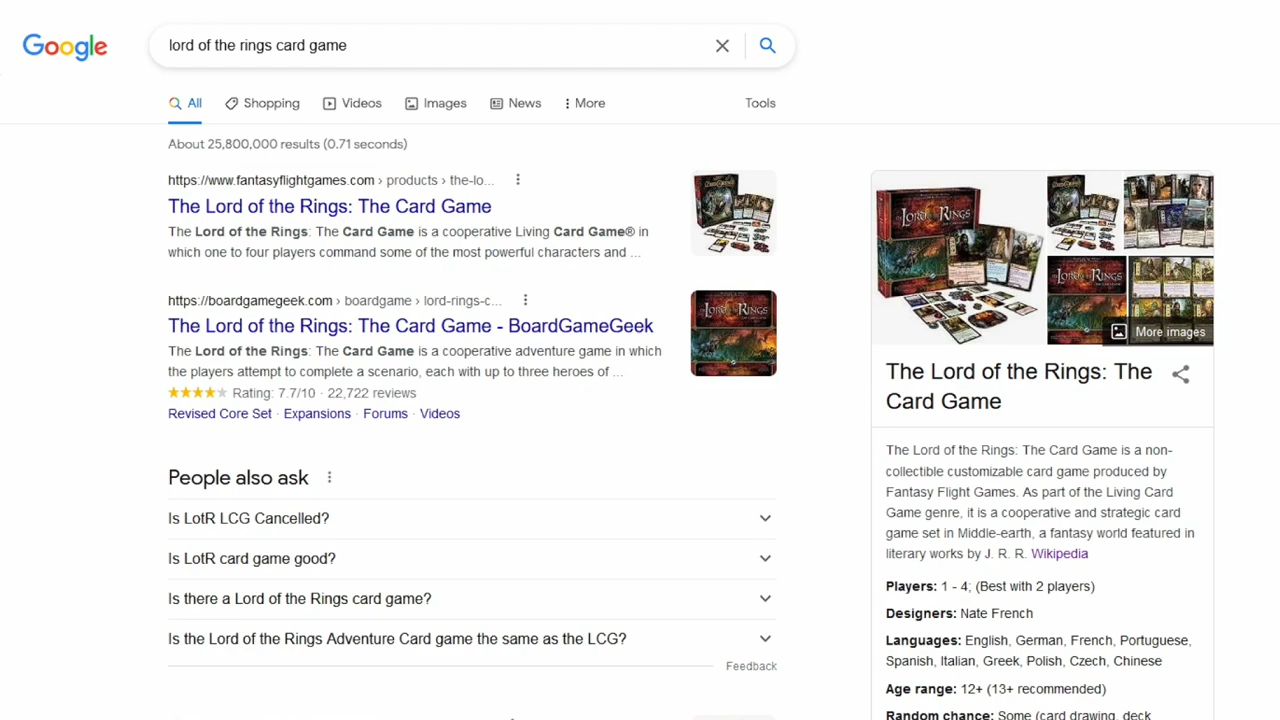 Google
lord of the rings card game
All
Shopping
Videos
Images
News
More
Tools
About 25,800,000 results (0.71 seconds)
https://www.fantasyflightgames.com › products › the-lo...
The Lord of the Rings: The Card Game
The Lord of the Rings: The Card Game is a cooperative Living Card Game® in
which one to four players command some of the most powerful characters and ...
https://boardgamegeek.com › boardgame › lord-rings-c...
The Lord of the Rings: The Card Game - BoardGameGeek
The Lord of the Rings: The Card Game is a cooperative adventure game in which
the players attempt to complete a scenario, each with up to three heroes of ...
Rating: 7.7/10 · 22,722 reviews
Revised Core Set · Expansions · Forums · Videos
People also ask
Is LotR LCG Cancelled?
Is LotR card game good?
Is there a Lord of the Rings card game?
Is the Lord of the Rings Adventure Card game the same as the LCG?
Feedback
More images
The Lord of the Rings: The
Card Game
The Lord of the Rings: The Card Game is a non-
collectible customizable card game produced by
Fantasy Flight Games. As part of the Living Card
Game genre, it is a cooperative and strategic card
game set in Middle-earth, a fantasy world featured in
literary works by J. R. R. Wikipedia
Players: 1 - 4; (Best with 2 players)
Designers: Nate French
Languages: English, German, French, Portuguese,
Spanish, Italian, Greek, Polish, Czech, Chinese
Age range: 12+ (13+ recommended)
Random chance: Some (card drawing, deck